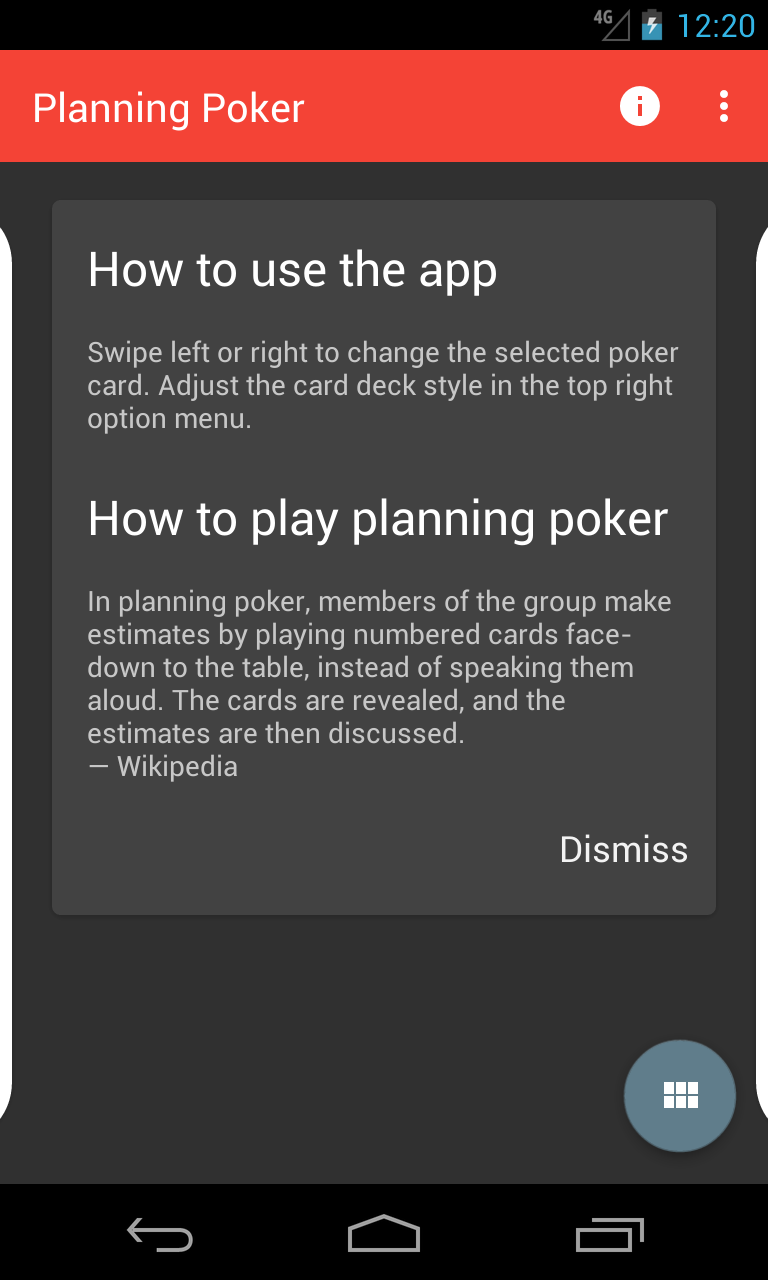 4G 12:20
Planning Poker
How to use the app
Swipe left or right to change the selected poker
card. Adjust the card deck style in the top right
option menu.
How to play planning poker
In planning poker, members of the group make
estimates by playing numbered cards face-
down to the table, instead of speaking them
aloud. The cards are revealed, and the
estimates are then discussed.
— Wikipedia
Dismiss